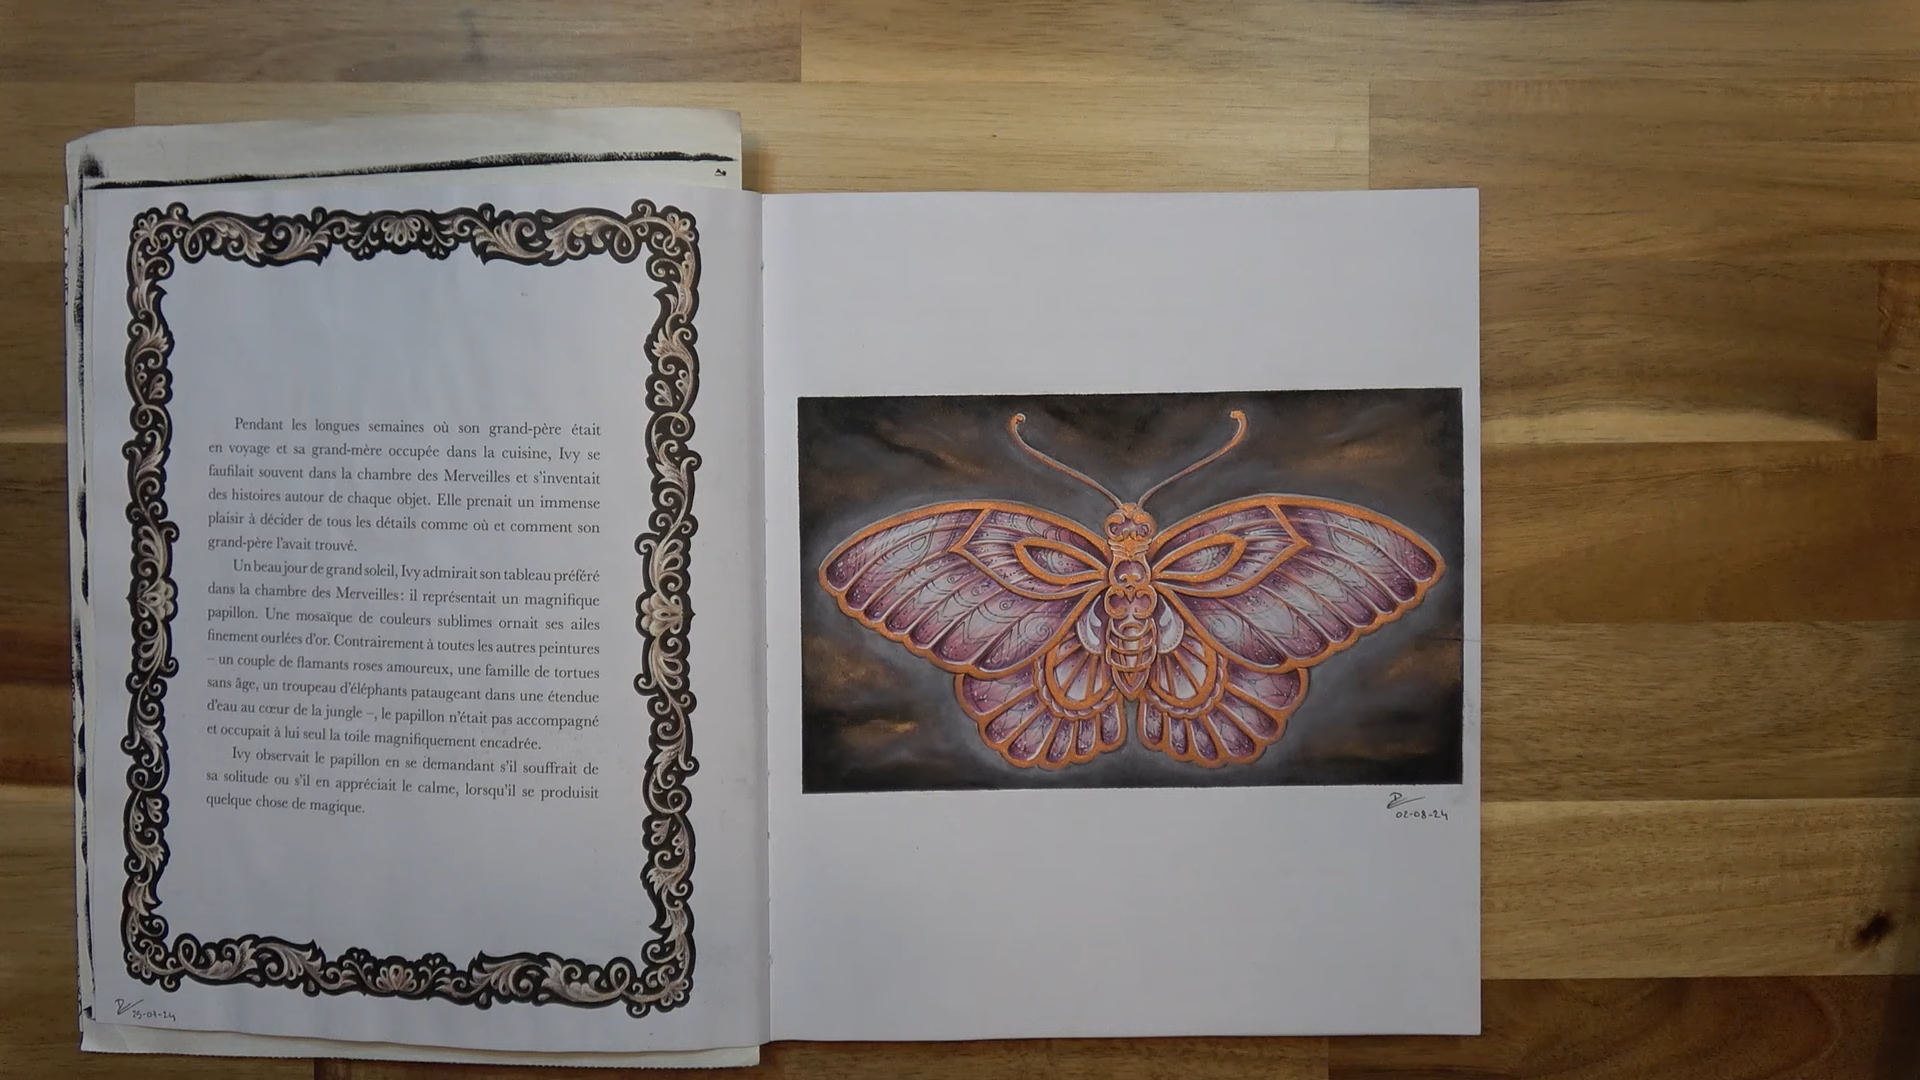 Pendant les longues semaines où son grand-père était
en voyage et sa grand-mère occupée dans la cuisine, Ivy se
faufilait souvent dans la chambre des Merveilles et s'inventait
des histoires autour de chaque objet. Elle prenait un immense
plaisir à décider de tous les détails comme où et comment son
grand-père l'avait trouvé.
Un beau jour de grand soleil, Ivy admirait son tableau préféré
dans la chambre des Merveilles : il représentait un magnifique
papillon. Une mosaïque de couleurs sublimes ornait ses ailes
finement ourlées d'or. Contrairement à toutes les autres peintures
– un couple de flamants roses amoureux, une famille de tortues
sans âge, un troupeau d'éléphants pataugeant dans une étendue
d'eau au cœur de la jungle –, le papillon n'était pas accompagné
et occupait à lui seul la toile magnifiquement encadrée.
Ivy observait le papillon en se demandant s'il souffrait de
sa solitude ou s'il en appréciait le calme, lorsqu'il se produisit
quelque chose de magique.
02-08-24